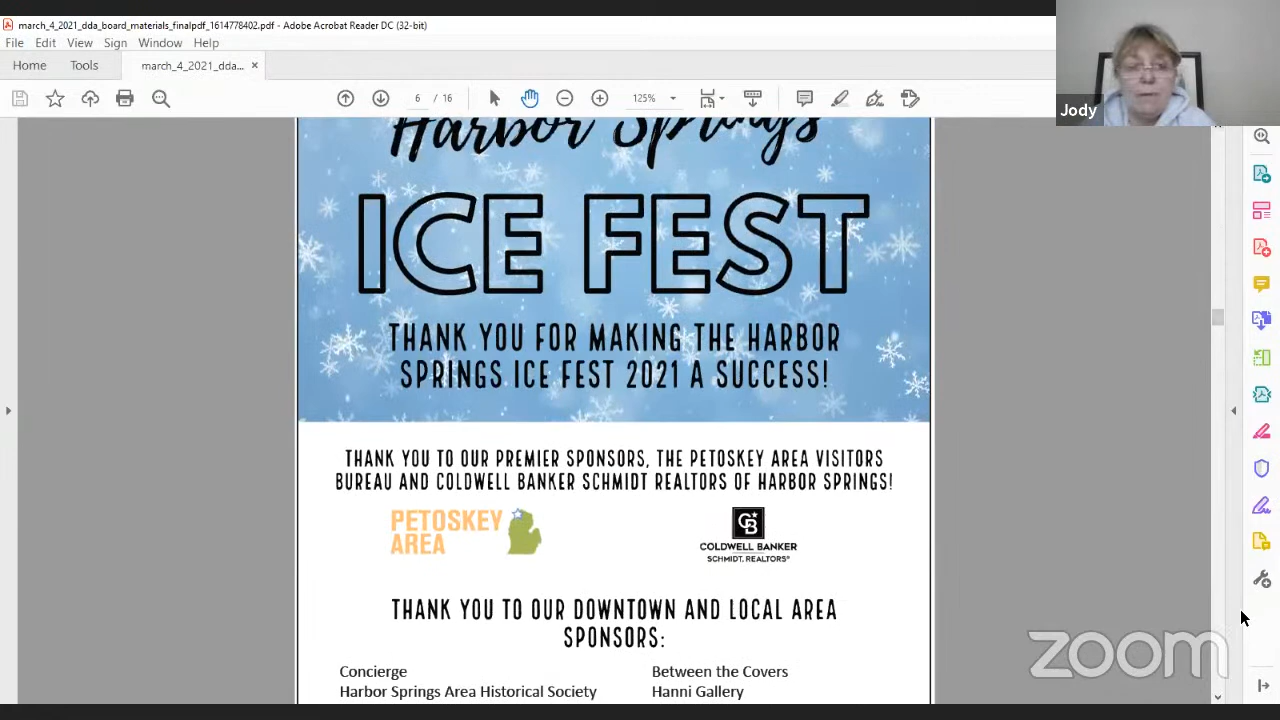 march_4_2021_dda_board_materials_finalpdf_1614778402.pdf - Adobe Acrobat Reader DC (32-bit)
File Edit View Sign Window Help
Home Tools march_4_2021_dda... ×
6 / 16 125%
Jody
Harbor Springs
ICE FEST
THANK YOU FOR MAKING THE HARBOR
SPRINGS ICE FEST 2021 A SUCCESS!
THANK YOU TO OUR PREMIER SPONSORS, THE PETOSKEY AREA VISITORS
BUREAU AND COLDWELL BANKER SCHMIDT REALTORS OF HARBOR SPRINGS!
PETOSKEY
AREA
CB
COLDWELL BANKER
SCHMIDT, REALTORS®
THANK YOU TO OUR DOWNTOWN AND LOCAL AREA
SPONSORS:
Concierge Between the Covers
Harbor Springs Area Historical Society Hanni Gallery
zoom